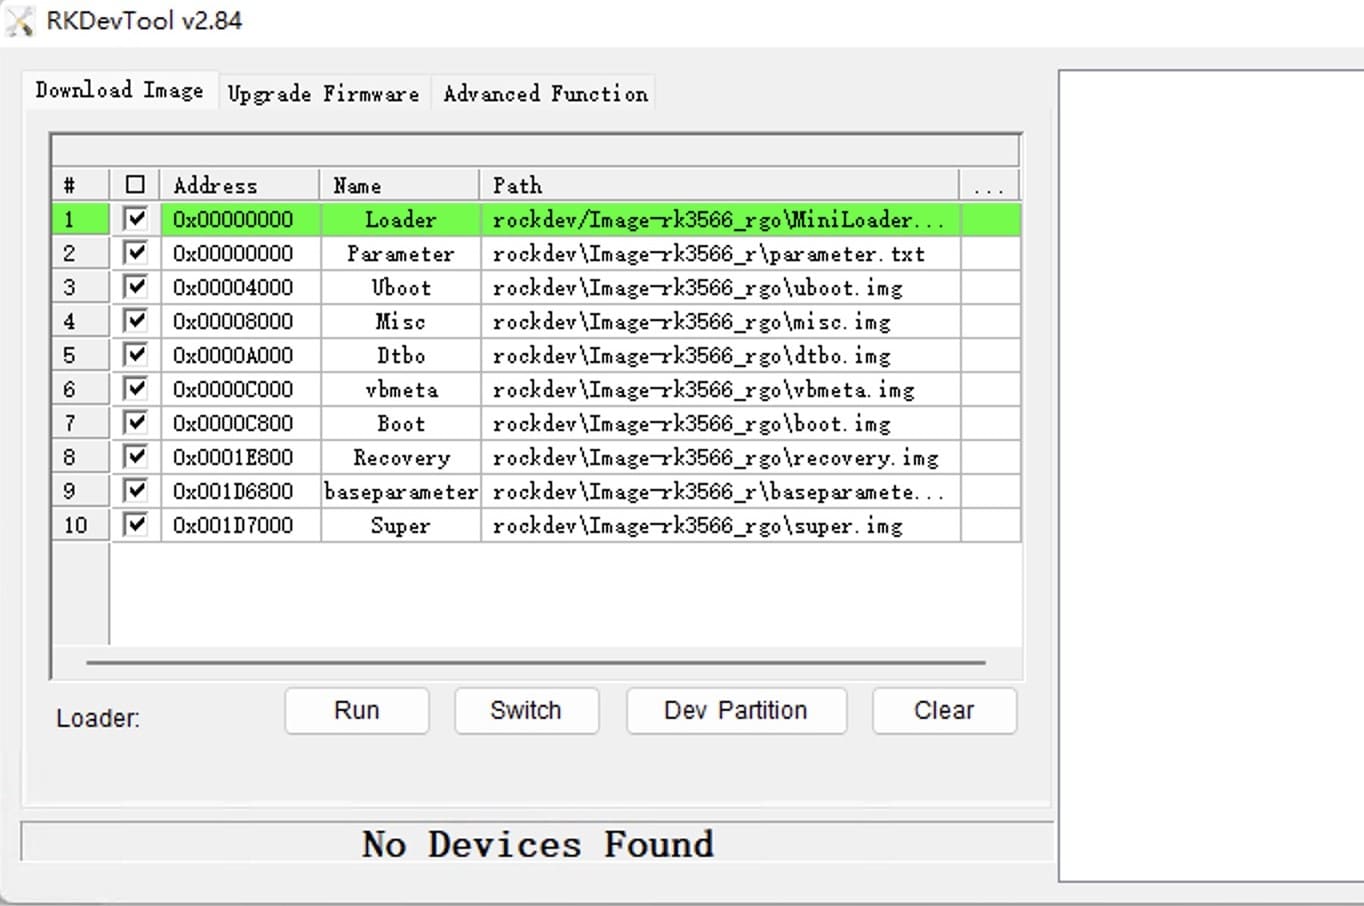 RKDevTool v2.84
Download Image Upgrade Firmware Advanced Function
# Address Name Path ...
1 0x00000000 Loader rockdev/Image-rk3566_rgo\MiniLoader...
2 0x00000000 Parameter rockdev\Image-rk3566_r\parameter.txt
3 0x00004000 Uboot rockdev\Image-rk3566_rgo\uboot.img
4 0x00008000 Misc rockdev\Image-rk3566_rgo\misc.img
5 0x0000A000 Dtbo rockdev\Image-rk3566_rgo\dtbo.img
6 0x0000C000 vbmeta rockdev\Image-rk3566_rgo\vbmeta.img
7 0x0000C800 Boot rockdev\Image-rk3566_rgo\boot.img
8 0x0001E800 Recovery rockdev\Image-rk3566_rgo\recovery.img
9 0x001D6800 baseparameter rockdev\Image-rk3566_r\baseparamete...
10 0x001D7000 Super rockdev\Image-rk3566_rgo\super.img
Loader: Run Switch Dev Partition Clear
No Devices Found